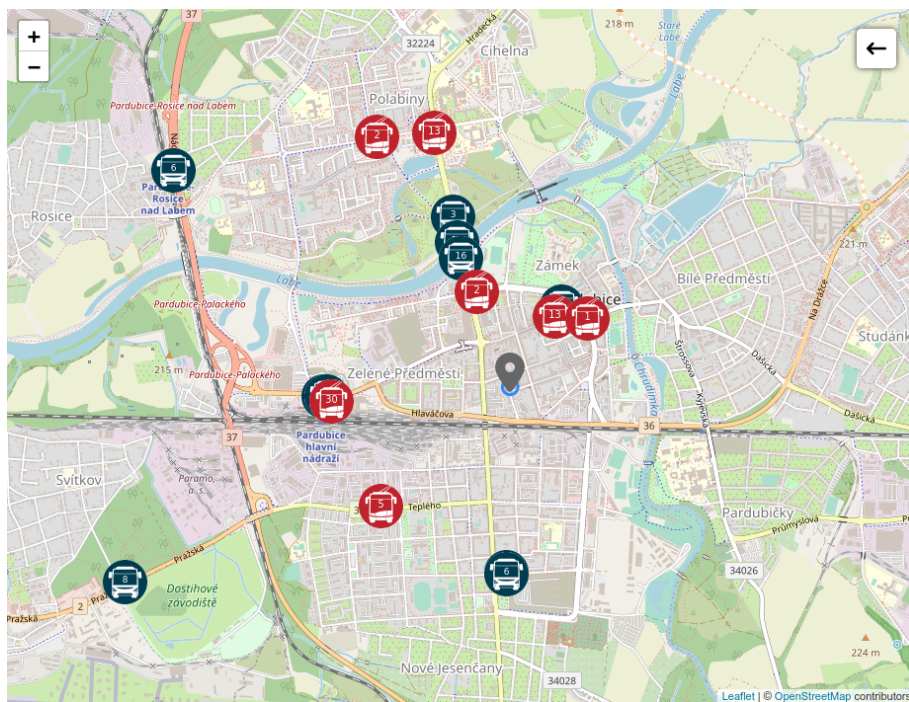 +
−
37
218 m
Hradecká
Staré
Labe
32224
Cihelna
Labe
Polabiny
Pardubice-Rosice nad Labem
2
13
6
Rosice
nad Labem
Rosice
3
221 m
16
Zámek
Bílé Předměstí
Na Drážce
Labe
2
Pardubice-Palackého
13
1
Štrossova
Dašická
Studánk
215 m
Pardubice-Palackého
Zelené Předměstí
Chrudimka
Kyjevská
30
Hlaváčova
36
Dašická
37
Pardubice
hlavní
nádraží
Svítkov
Paramo,
a. s.
5
Teplého
Pardubičky
Průmyslová
Pražská
8
6
34026
Dostihové
závodiště
2
Pražská
224 m
Nové Jesenčany
34028
Leaflet | © OpenStreetMap contributors